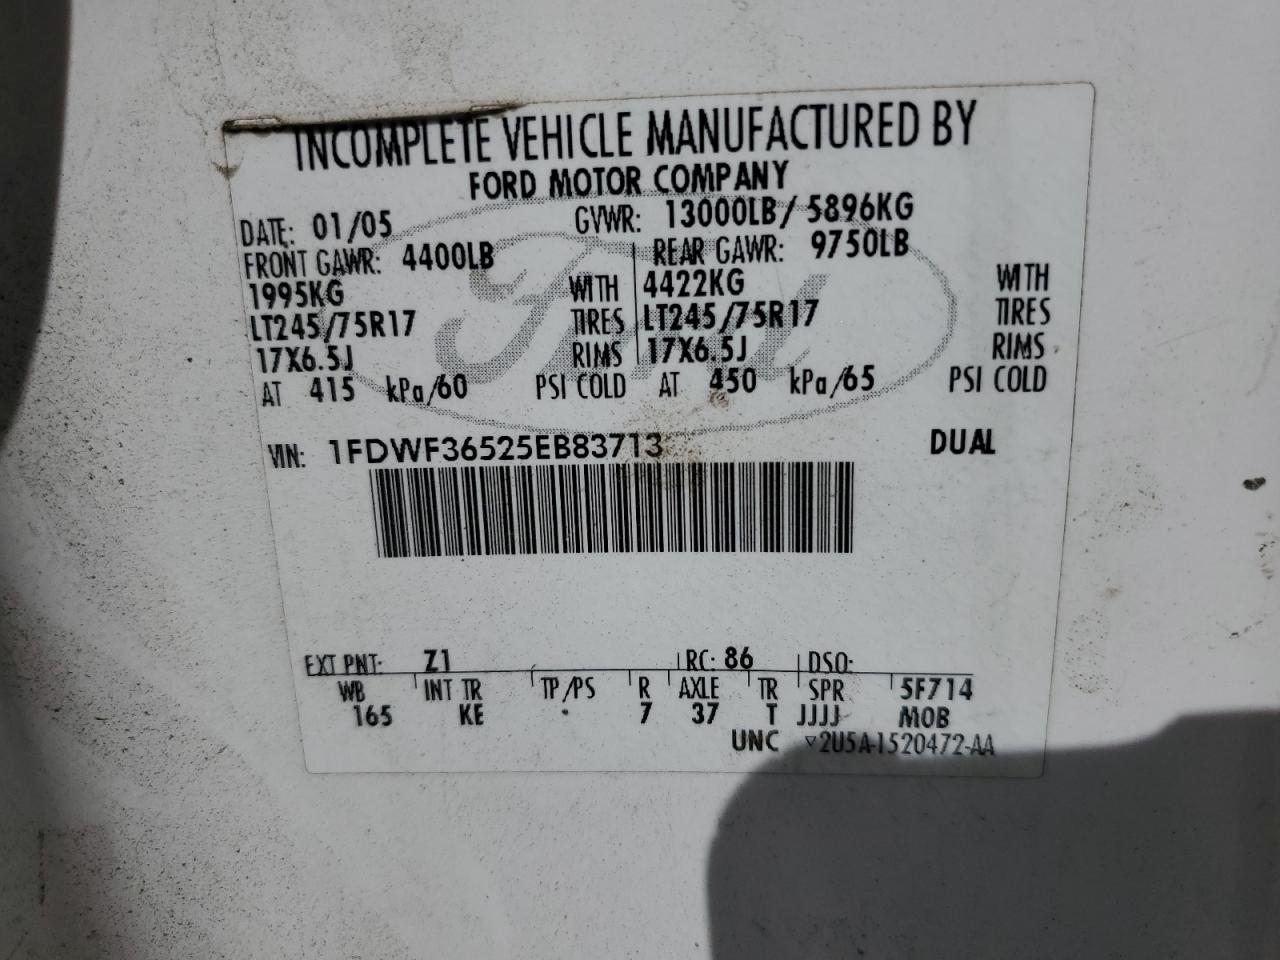 INCOMPLETE VEHICLE MANUFACTURED BY
FORD MOTOR COMPANY
DATE: 01/05 GVWR: 13000LB/ 5896KG
FRONT GAWR: 4400LB REAR GAWR: 9750LB
1995KG WITH 4422KG WITH
LT245/75R17 TIRES LT245/75R17 TIRES
17X6.5J RIMS 17X6.5J RIMS
AT 415 kPa/60 PSI COLD AT 450 kPa/65 PSI COLD
VIN: 1FDWF36525EB83713 DUAL
EXT PNT: Z1 RC: 86 DSO:
WB INT TR TP/PS R AXLE TR SPR 5F714
165 KE 7 37 T JJJJ MOB
UNC ▽2U5A-1520472-AA